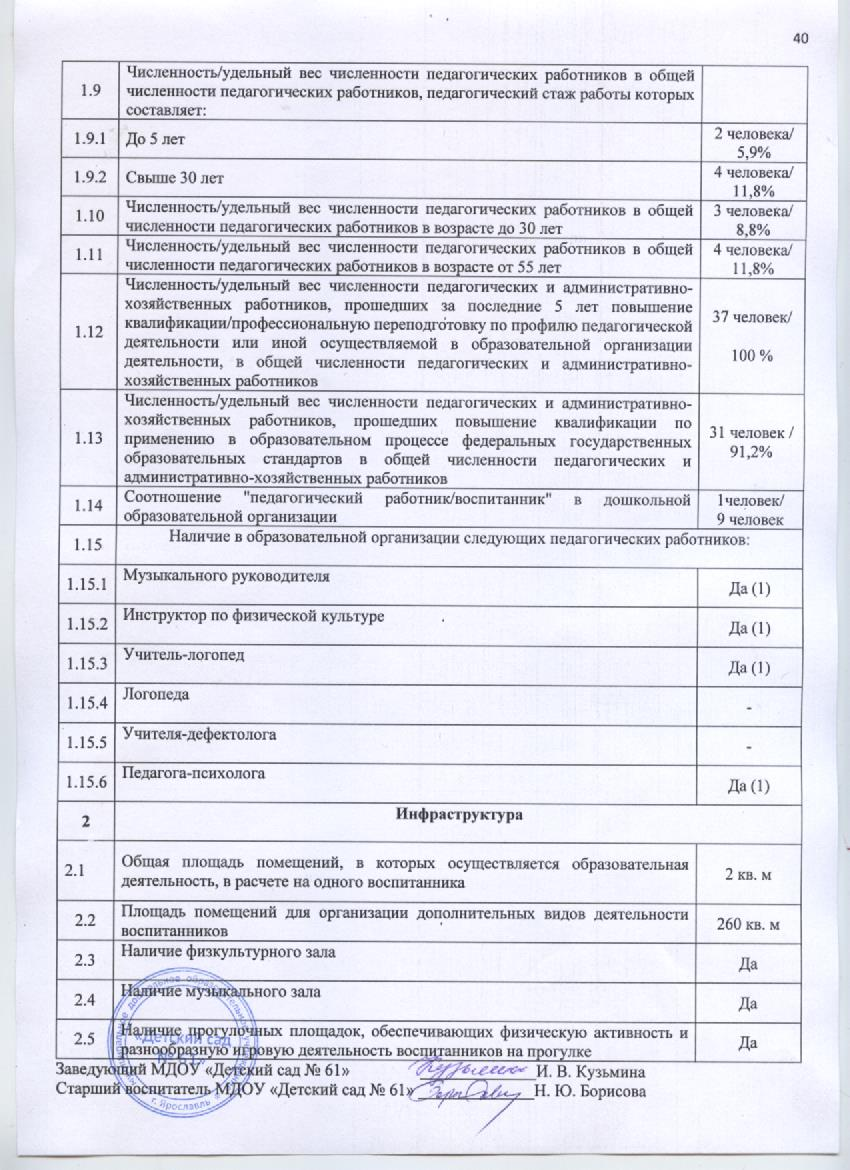 40
1.9
Численность/удельный вес численности педагогических работников в общей
численности педагогических работников, педагогический стаж работы которых
составляет:
1.9.1
До 5 лет
2 человека/
5,9%
1.9.2
Свыше 30 лет
4 человека/
11,8%
1.10
Численность/удельный вес численности педагогических работников в общей
численности педагогических работников в возрасте до 30 лет
3 человека/
8,8%
1.11
Численность/удельный вес численности педагогических работников в общей
численности педагогических работников в возрасте от 55 лет
4 человека/
11,8%
1.12
Численность/удельный вес численности педагогических и административно-
хозяйственных работников, прошедших за последние 5 лет повышение
квалификации/профессиональную переподготовку по профилю педагогической
деятельности или иной осуществляемой в образовательной организации
деятельности, в общей численности педагогических и административно-
хозяйственных работников
37 человек/
100 %
1.13
Численность/удельный вес численности педагогических и административно-
хозяйственных работников, прошедших повышение квалификации по
применению в образовательном процессе федеральных государственных
образовательных стандартов в общей численности педагогических и
административно-хозяйственных работников
31 человек /
91,2%
1.14
Соотношение "педагогический работник/воспитанник" в дошкольной
образовательной организации
1человек/
9 человек
1.15
Наличие в образовательной организации следующих педагогических работников:
1.15.1
Музыкального руководителя
Да (1)
1.15.2
Инструктор по физической культуре
Да (1)
1.15.3
Учитель-логопед
Да (1)
1.15.4
Логопеда
-
1.15.5
Учителя-дефектолога
-
1.15.6
Педагога-психолога
Да (1)
2
Инфраструктура
2.1
Общая площадь помещений, в которых осуществляется образовательная
деятельность, в расчете на одного воспитанника
2 кв. м
2.2
Площадь помещений для организации дополнительных видов деятельности
воспитанников
260 кв. м
2.3
Наличие физкультурного зала
Да
2.4
Наличие музыкального зала
Да
2.5
Наличие прогулочных площадок, обеспечивающих физическую активность и
разнообразную игровую деятельность воспитанников на прогулке
Да
«Детский сад
№ 61»
г. Ярославль
Заведующий МДОУ «Детский сад № 61» И. В. Кузьмина
Старший воспитатель МДОУ «Детский сад № 61» Н. Ю. Борисова